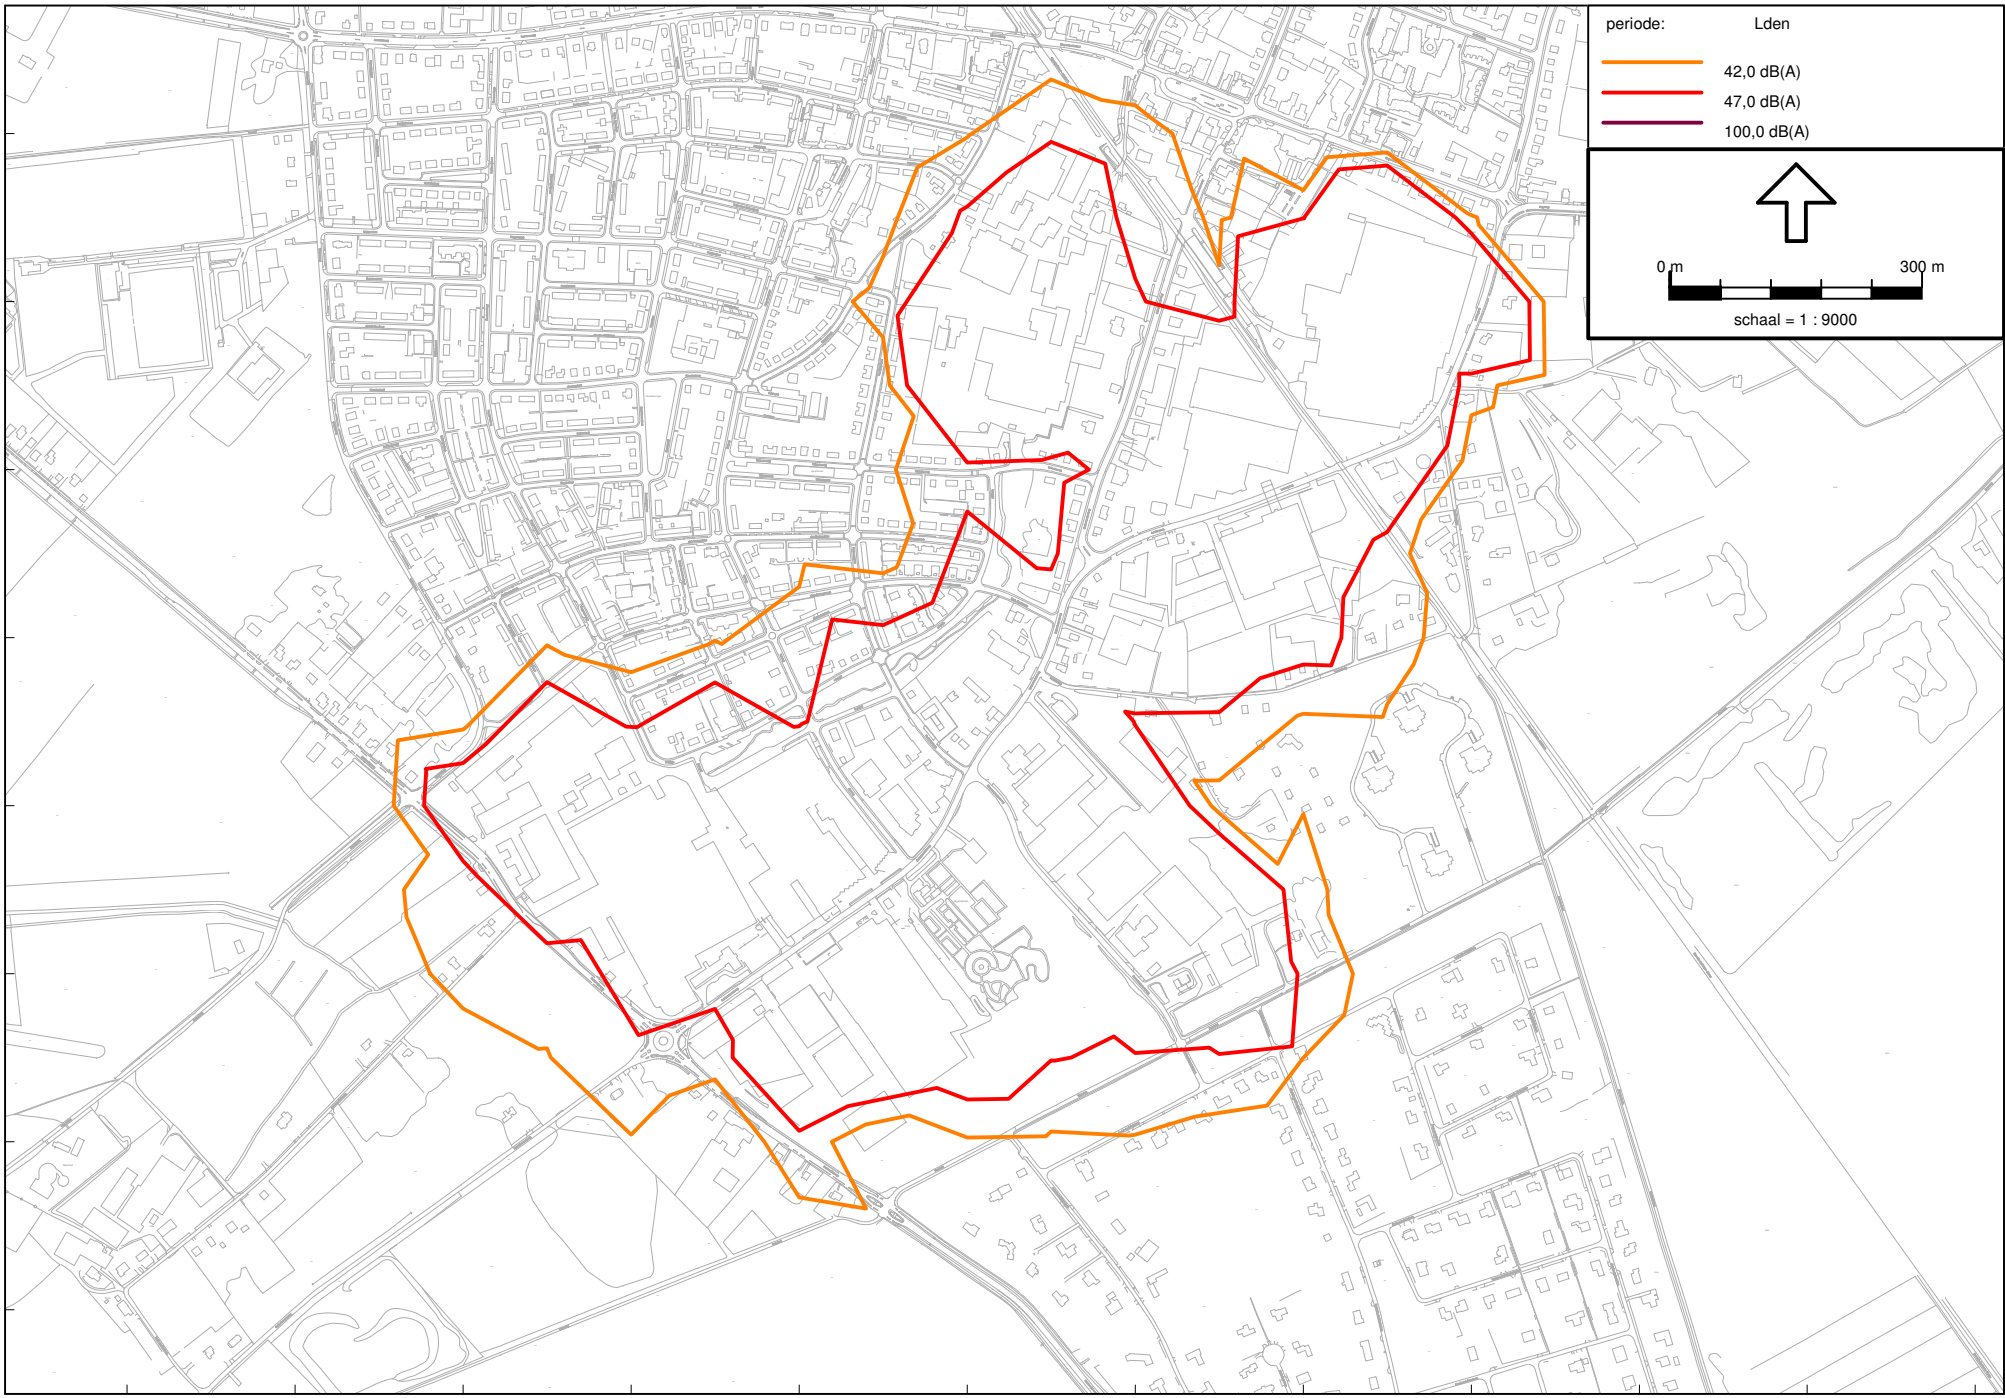 periode: Lden
42,0 dB(A)
47,0 dB(A)
100,0 dB(A)
0 m 300 m
schaal = 1 : 9000